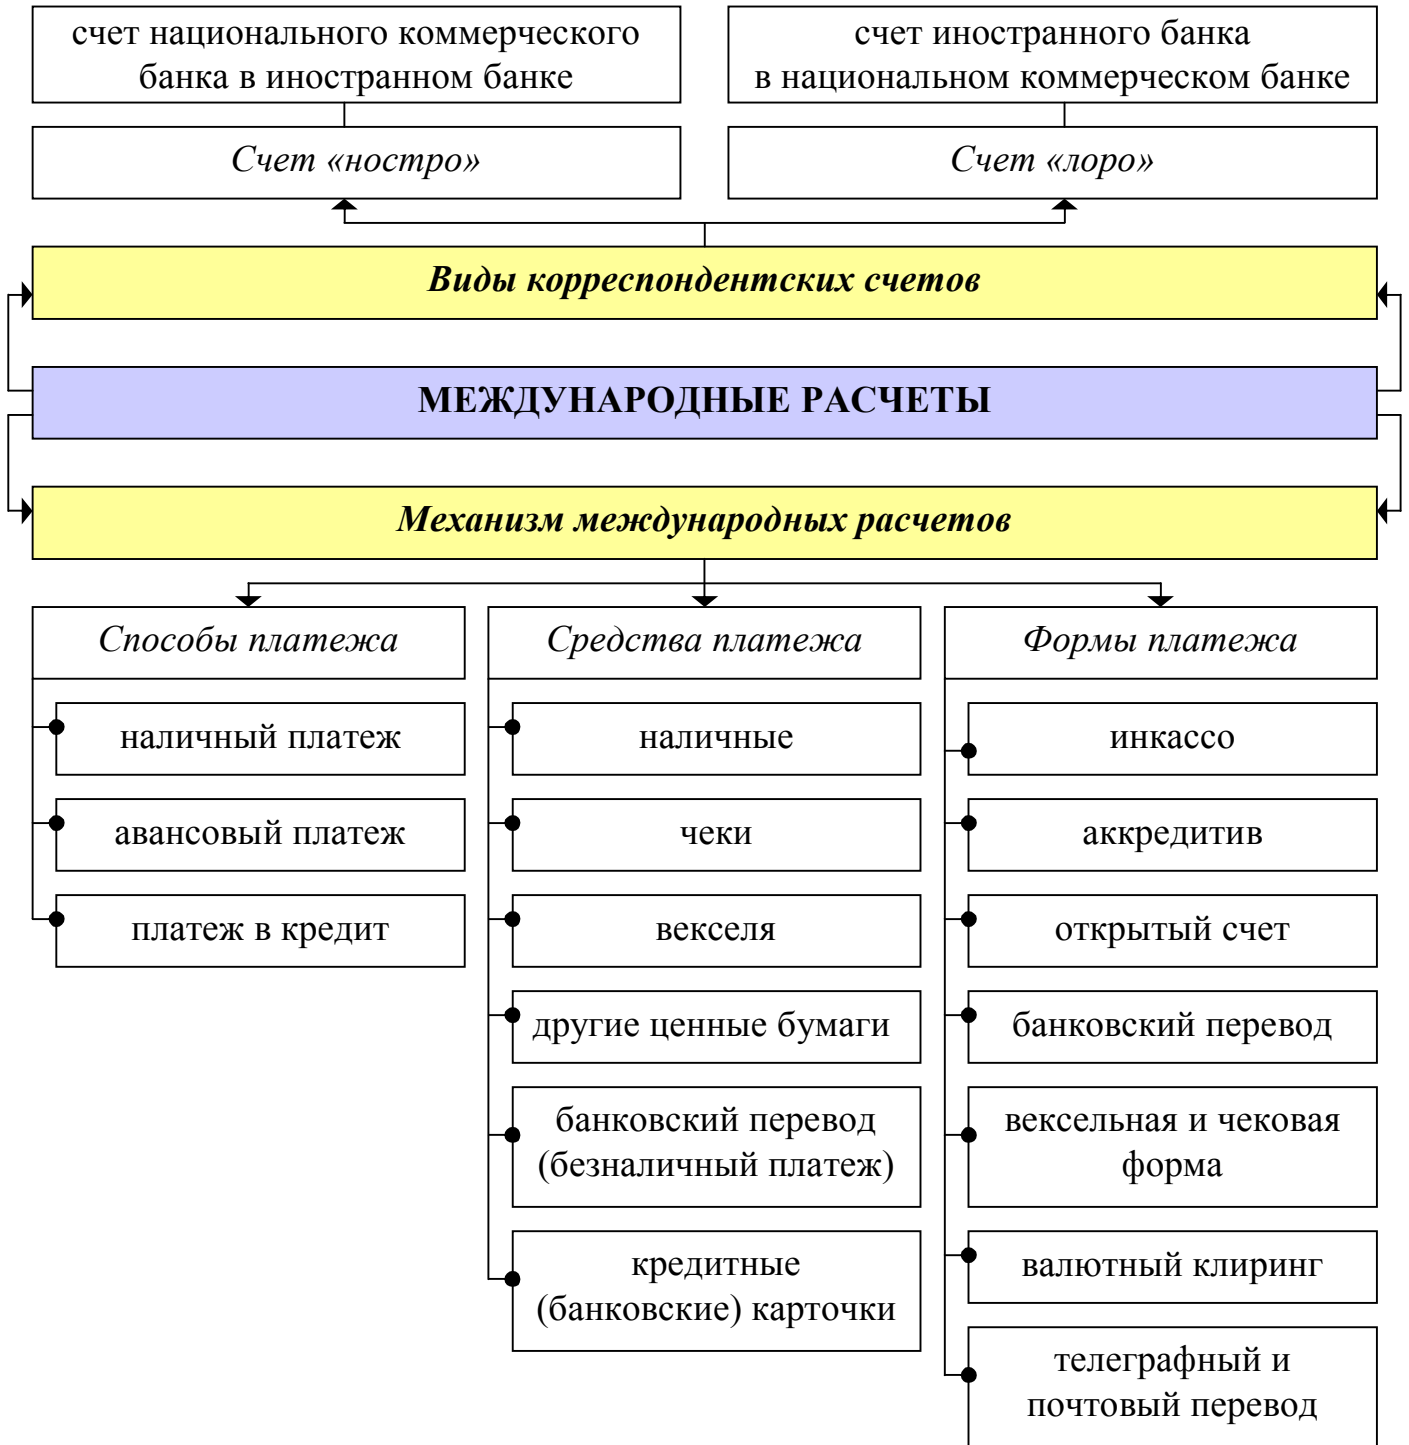 счет национального коммерческого
банка в иностранном банке
счет иностранного банка
в национальном коммерческом банке
Счет «ностро»
Счет «лоро»
Виды корреспондентских счетов
МЕЖДУНАРОДНЫЕ РАСЧЕТЫ
Механизм международных расчетов
Способы платежа
наличный платеж
авансовый платеж
платеж в кредит
Средства платежа
наличные
чеки
векселя
другие ценные бумаги
банковский перевод
(безналичный платеж)
кредитные
(банковские) карточки
Формы платежа
инкассо
аккредитив
открытый счет
банковский перевод
вексельная и чековая
форма
валютный клиринг
телеграфный и
почтовый перевод